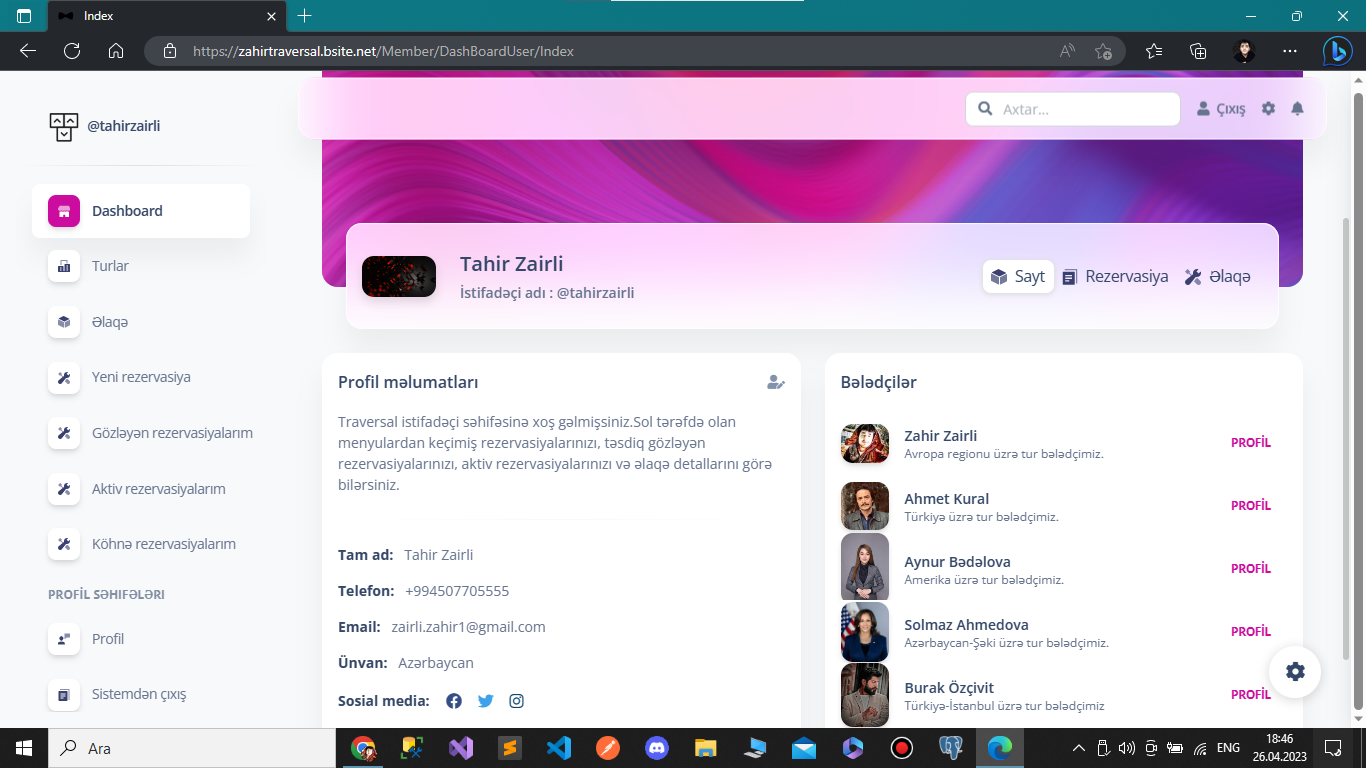 Index
https://zahirtraversal.bsite.net/Member/DashBoardUser/Index
@tahirzairli
Axtar...
Çıxış
Dashboard
Turlar
Əlaqə
Yeni rezervasiya
Gözləyən rezervasiyalarım
Aktiv rezervasiyalarım
Köhnə rezervasiyalarım
PROFİL SƏHIFƏLƏRI
Profil
Sistemdən çıxış
Tahir Zairli
İstifadəçi adı : @tahirzairli
Sayt
Rezervasiya
Əlaqə
Profil məlumatları
Traversal istifadəçi səhifəsinə xoş gəlmişsiniz.Sol tərəfdə olan
menyulardan keçimiş rezervasiyalarınızı, təsdiq gözləyən
rezervasiyalarınızı, aktiv rezervasiyalarınızı və əlaqə detallarını görə
bilərsiniz.
Tam ad: Tahir Zairli
Telefon: +994507705555
Email: zairli.zahir1@gmail.com
Ünvan: Azərbaycan
Sosial media:
Bələdçilər
Zahir Zairli
Avropa regionu üzrə tur bələdçimiz.
PROFİL
Ahmet Kural
Türkiyə üzrə tur bələdçimiz.
PROFİL
Aynur Bədəlova
Amerika üzrə tur bələdçimiz.
PROFİL
Solmaz Ahmedova
Azərbaycan-Şəki üzrə tur bələdçimiz.
PROFİL
Burak Özçivit
Türkiyə-İstanbul üzrə tur bələdçimiz
PROFİL
Ara
ENG
18:46
26.04.2023